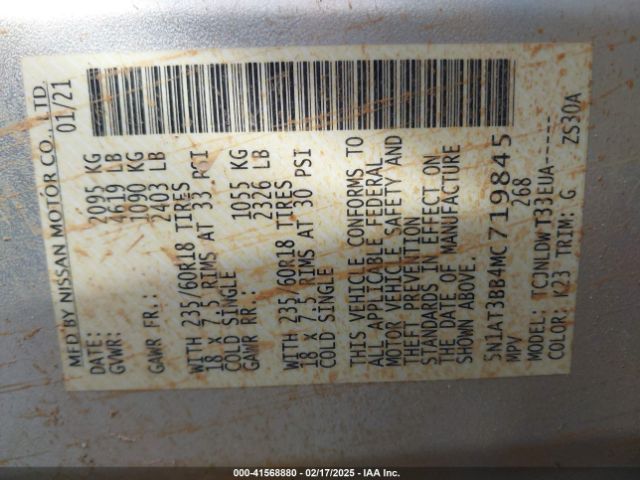 MFD BY NISSAN MOTOR CO., LTD.
DATE: 01/21
GVWR: 2095 KG
4619 LB
GAWR FR.: 1090 KG
2403 LB
WITH 235/60R18 TIRES
18 X 7.5 RIMS AT 33 PSI
COLD SINGLE
GAWR RR : 1055 KG
2326 LB
WITH 235/60R18 TIRES
18 X 7.5 RIMS AT 30 PSI
COLD SINGLE
THIS VEHICLE CONFORMS TO
ALL APPLICABLE FEDERAL
MOTOR VEHICLE SAFETY AND
THEFT PREVENTION
STANDARDS IN EFFECT ON
THE DATE OF MANUFACTURE
SHOWN ABOVE.
5N1AT3BB4MC719845
MPV 268
MODEL: TCJNLDWT33EUA-----
COLOR: K23 TRIM: G ZS30A
000-41568880 - 02/17/2025 - IAA Inc.